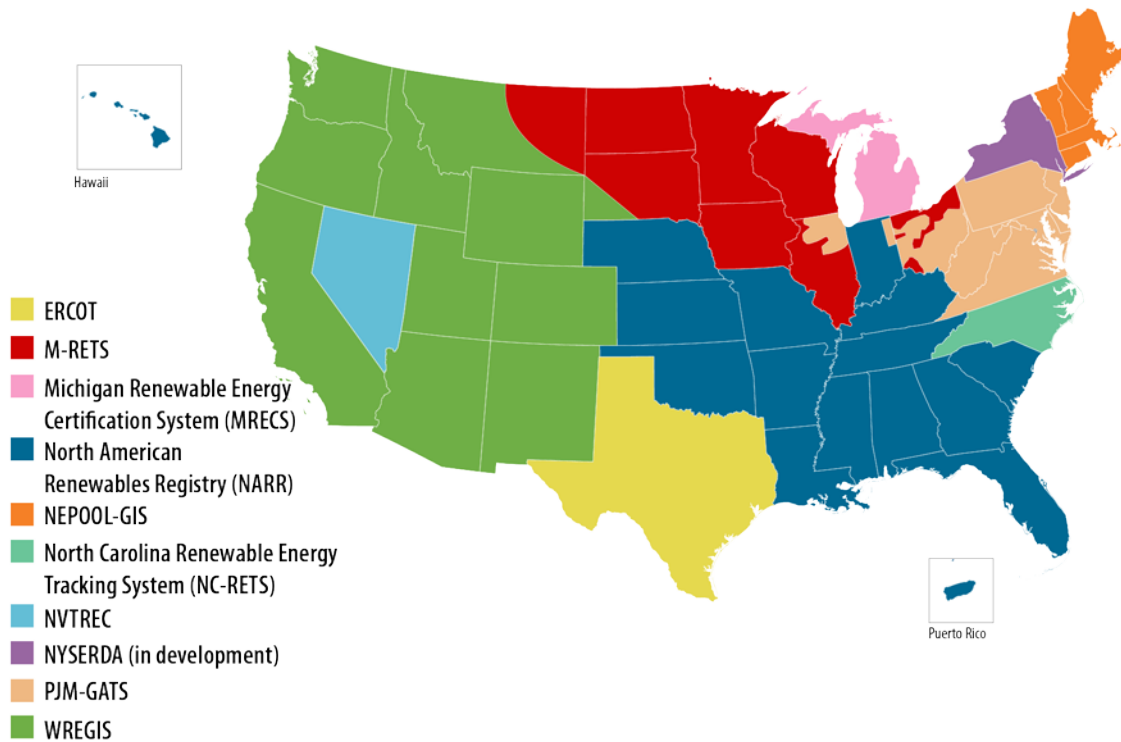 Hawaii
ERCOT
M-RETS
Michigan Renewable Energy
Certification System (MRECS)
North American
Renewables Registry (NARR)
NEPOOL-GIS
North Carolina Renewable Energy
Tracking System (NC-RETS)
NVTREC
NYSERDA (in development)
PJM-GATS
WREGIS
Puerto Rico